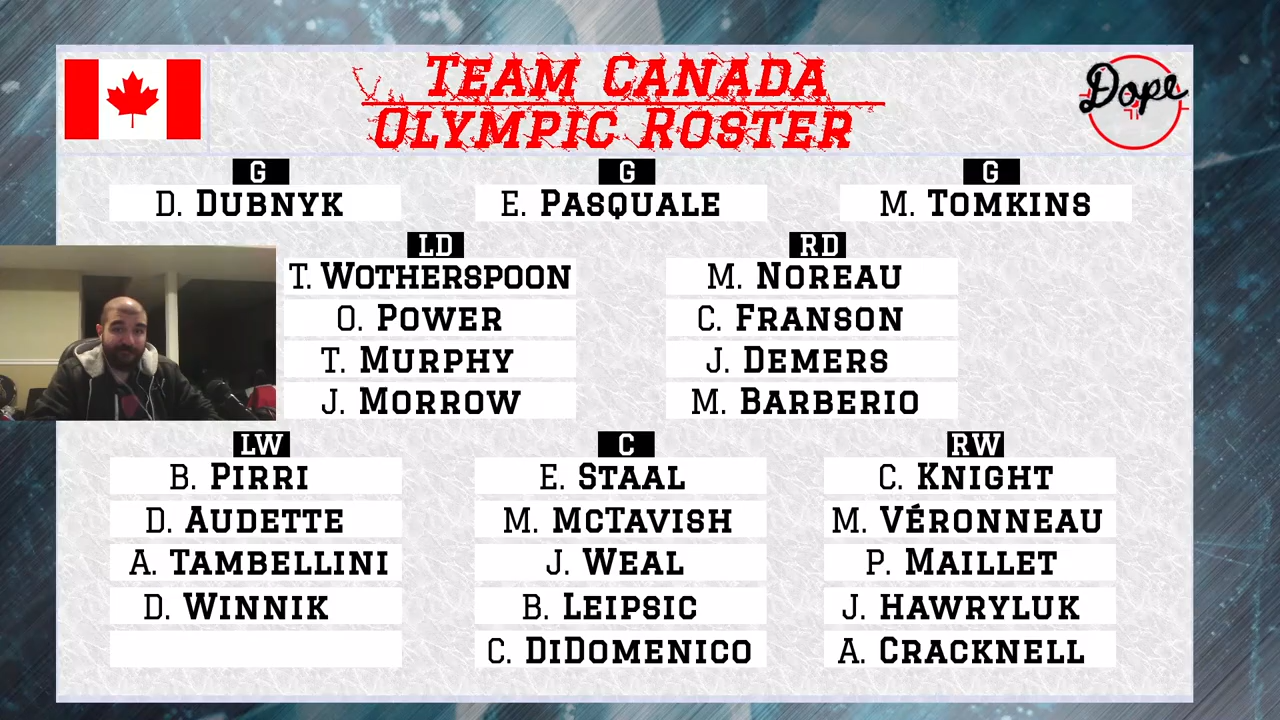 TEAM CANADA
OLYMPIC ROSTER
Dope
G G G
D. DUBNYK E. PASQUALE M. TOMKINS
LD RD
T. WOTHERSPOON M. NOREAU
O. POWER C. FRANSON
T. MURPHY J. DEMERS
J. MORROW M. BARBERIO
LW C RW
B. PIRRI E. STAAL C. KNIGHT
D. AUDETTE M. MCTAVISH M. VÉRONNEAU
A. TAMBELLINI J. WEAL P. MAILLET
D. WINNIK B. LEIPSIC J. HAWRYLUK
C. DIDOMENICO A. CRACKNELL